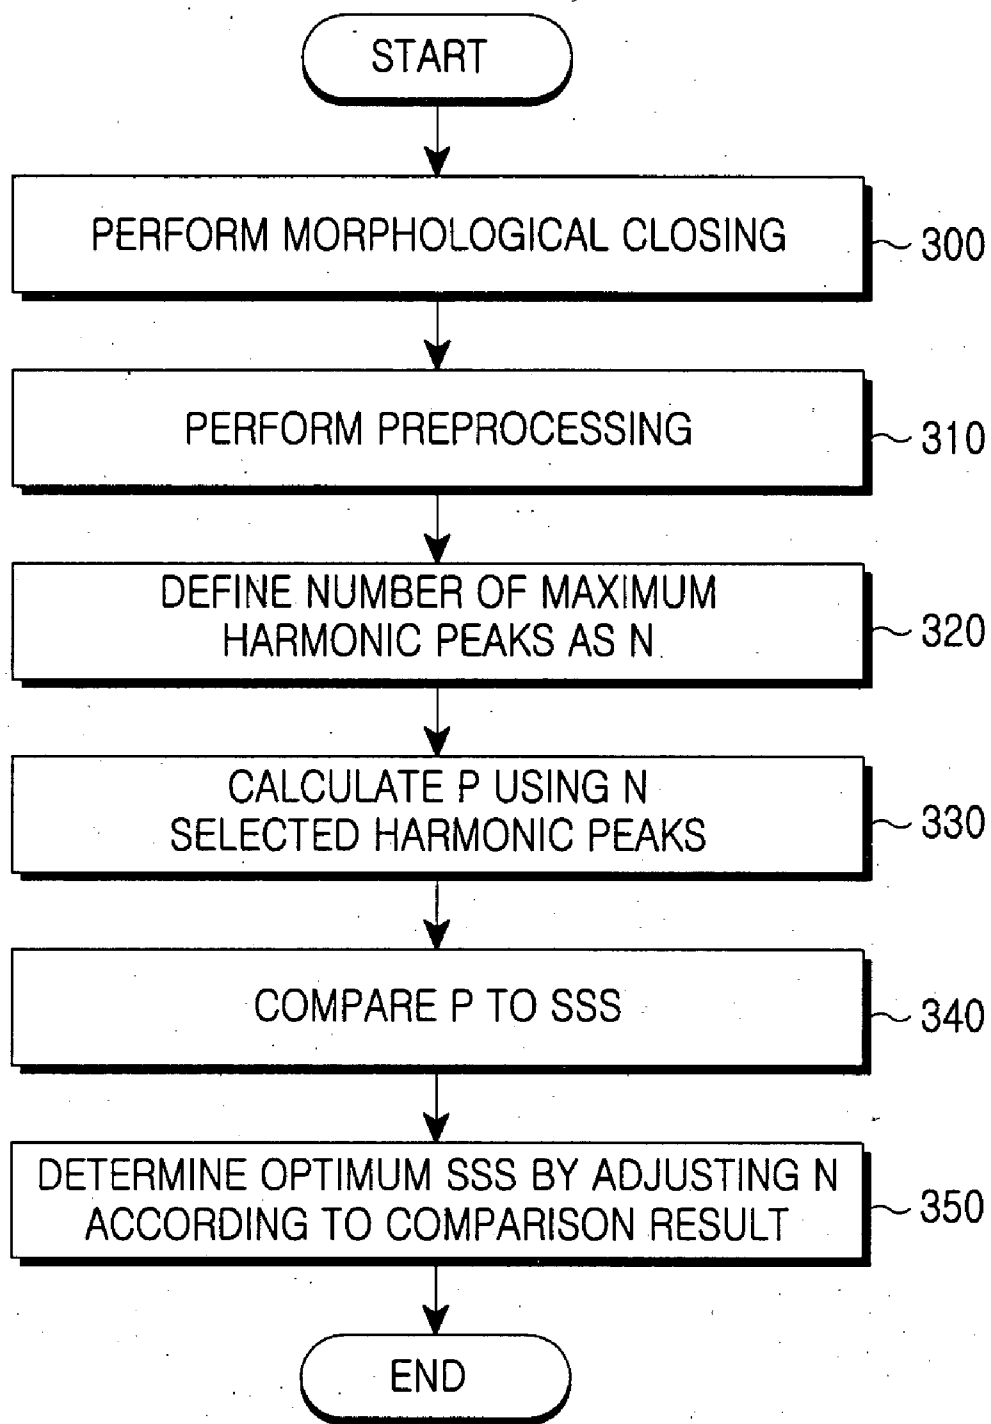 START
PERFORM MORPHOLOGICAL CLOSING
300
PERFORM PREPROCESSING
310
DEFINE NUMBER OF MAXIMUM
HARMONIC PEAKS AS N
320
CALCULATE P USING N
SELECTED HARMONIC PEAKS
330
COMPARE P TO SSS
340
DETERMINE OPTIMUM SSS BY ADJUSTING N
ACCORDING TO COMPARISON RESULT
350
END